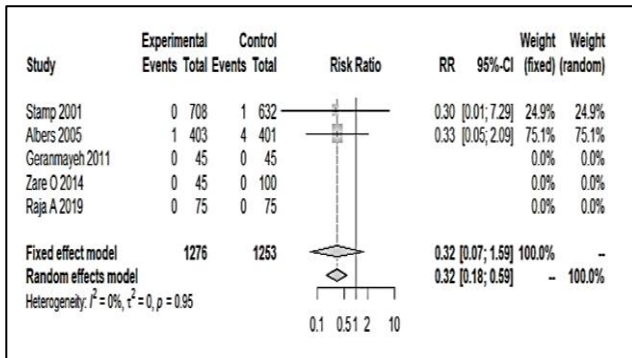 Experimental Control Weight Weight
Study Events Total Events Total Risk Ratio RR 95%-CI (fixed) (random)
Stamp 2001 0 708 1 632 0.30 [0.01; 7.29] 24.9% 24.9%
Albers 2005 1 403 4 401 0.33 [0.05; 2.09] 75.1% 75.1%
Geranmayeh 2011 0 45 0 45 0.0% 0.0%
Zare O 2014 0 45 0 100 0.0% 0.0%
Raja A 2019 0 75 0 75 0.0% 0.0%
Fixed effect model 1276 1253 0.32 [0.07; 1.59] 100.0% --
Random effects model 0.32 [0.18; 0.59] -- 100.0%
Heterogeneity: I² = 0%, τ² = 0, p = 0.95
0.1 0.5 1 2 10